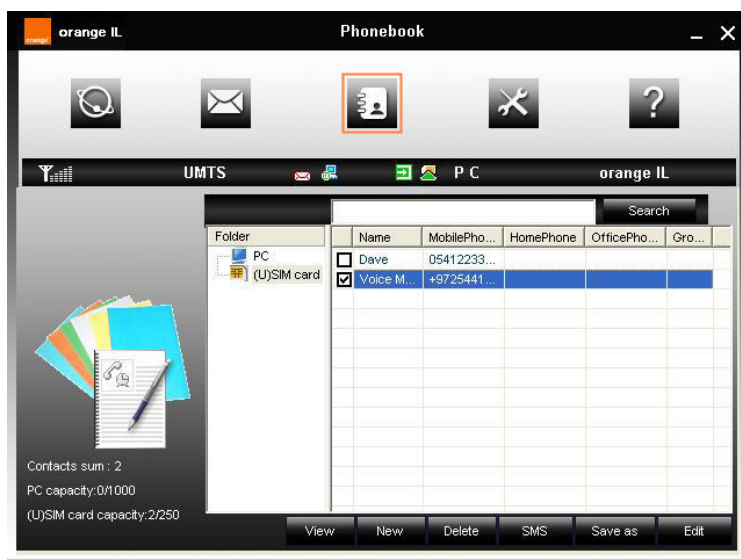 orange IL
Phonebook
UMTS
PC
orange IL
Search
Folder
PC
(U)SIM card
Name
MobilePho...
HomePhone
OfficePho...
Gro...
Dave
05412233...
Voice M...
+9725441...
Contacts sum : 2
PC capacity:0/1000
(U)SIM card capacity:2/250
View
New
Delete
SMS
Save as
Edit